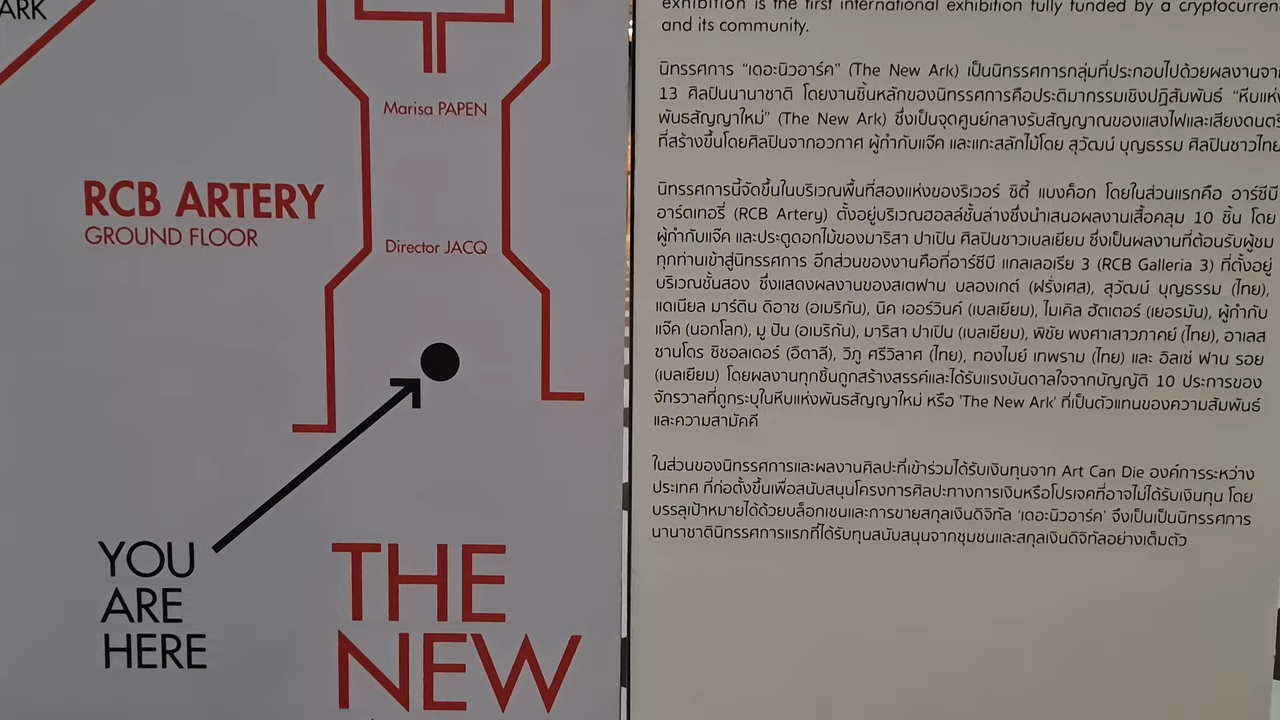 ARK
Marisa PAPEN
RCB ARTERY
GROUND FLOOR
Director JACQ
YOU
ARE
HERE
THE
NEW
exhibition is the first international exhibition fully funded by a
and its community.
นิทรรศการ “เดอะนิวอาร์ค” (The New Ark) เป็นนิทรรศการกลุ่มที่ประกอบไปด้วยผลงานจาก
13 ศิลปินนานาชาติ โดยงานชิ้นหลักของนิทรรศการคือประติมากรรมเชิงปฏิสัมพันธ์ “หีบแห่ง
พันธสัญญาใหม่” (The New Ark) ซึ่งเป็นจุดศูนย์กลางรับสัญญาณของแสงไฟและเสียงดนตรี
ที่สร้างขึ้นโดยศิลปินจากอวกาศ ผู้กำกับแจ๊ค และแกะสลักไม้โดย สุวัฒน์ บุญธรรม ศิลปินชาวไทย
นิทรรศการนี้จัดขึ้นในบริเวณพื้นที่สองแห่งของริเวอร์ ซิตี้ แบงค็อก โดยในส่วนแรกคือ อาร์ซีบี
อาร์ตเทอรี่ (RCB Artery) ตั้งอยู่บริเวณฮอลล์ชั้นล่างซึ่งนำเสนอผลงานเสื้อคลุม 10 ชิ้น โดย
ผู้กำกับแจ๊ค และประตูดอกไม้ของมาริสา ปาเปิน ศิลปินชาวเบลเยียม ซึ่งเป็นผลงานที่ต้อนรับผู้ชม
ทุกท่านเข้าสู่นิทรรศการ อีกส่วนของงานคือที่อาร์ซีบี แกลเลอเรีย 3 (RCB Galleria 3) ที่ตั้งอยู่
บริเวณชั้นสอง ซึ่งแสดงผลงานของสเตฟาน บลองเกต์ (ฝรั่งเศส), สุวัฒน์ บุญธรรม (ไทย),
แดเนียล มาร์ติน ดิอาซ (อเมริกัน), นิค เออร์วินค์ (เบลเยียม), ไมเคิล ฮัตเตอร์ (เยอรมัน), ผู้กำกับ
แจ๊ค (นอกโลก), มู ปัน (อเมริกัน), มาริสา ปาเปิน (เบลเยียม), พิชัย พงศาเสาวภาคย์ (ไทย), อาเลส
ซานโดร ซิชอลเดอร์ (อิตาลี), วิภู ศรีวิลาศ (ไทย), ทองไมย์ เทพราม (ไทย) และ อิลเซ่ ฟาน รอย
(เบลเยียม) โดยผลงานทุกชิ้นถูกสร้างสรรค์และได้รับแรงบันดาลใจจากบัญญัติ 10 ประการของ
จักรวาลที่ถูกระบุในหีบแห่งพันธสัญญาใหม่ หรือ 'The New Ark' ที่เป็นตัวแทนของความสัมพันธ์
และความสามัคคี
ในส่วนของนิทรรศการและผลงานศิลปะที่เข้าร่วมได้รับเงินทุนจาก Art Can Die องค์การระหว่าง
ประเทศ ที่ก่อตั้งขึ้นเพื่อสนับสนุนโครงการศิลปะทางการเงินหรือโปรเจคที่อาจไม่ได้รับเงินทุน โดย
บรรลุเป้าหมายได้ด้วยบล็อกเชนและการขายสกุลเงินดิจิทัล ‘เดอะนิวอาร์ค’ จึงเป็นเป็นนิทรรศการ
นานาชาตินิทรรศการแรกที่ได้รับทุนสนับสนุนจากชุมชนและสกุลเงินดิจิทัลอย่างเต็มตัว